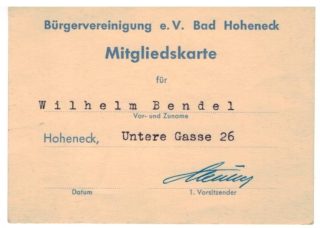 Bürgervereinigung e.V. Bad Hoheneck
Mitgliedskarte
für
Wilhelm Bendel
Vor- und Zuname
Hoheneck, Untere Gasse 26
Datum
1. Vorsitzender